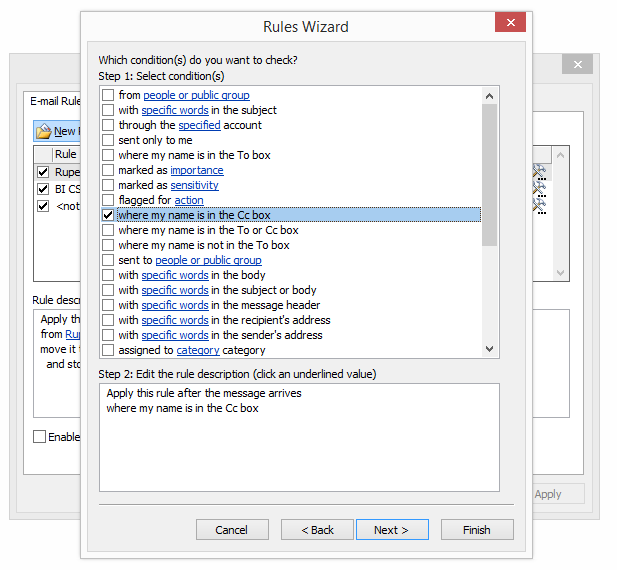 Rules Wizard
Which condition(s) do you want to check?
Step 1: Select condition(s)
from people or public group
with specific words in the subject
through the specified account
sent only to me
where my name is in the To box
marked as importance
marked as sensitivity
flagged for action
where my name is in the Cc box
where my name is in the To or Cc box
where my name is not in the To box
sent to people or public group
with specific words in the body
with specific words in the subject or body
with specific words in the message header
with specific words in the recipient's address
with specific words in the sender's address
assigned to category category
Step 2: Edit the rule description (click an underlined value)
Apply this rule after the message arrives
where my name is in the Cc box
Cancel
< Back
Next >
Finish
E-mail Rule
New
Rule
Rupe
BI CS
<not
Rule desc
Apply th
from Rup
move it t
and sto
Enable
Apply